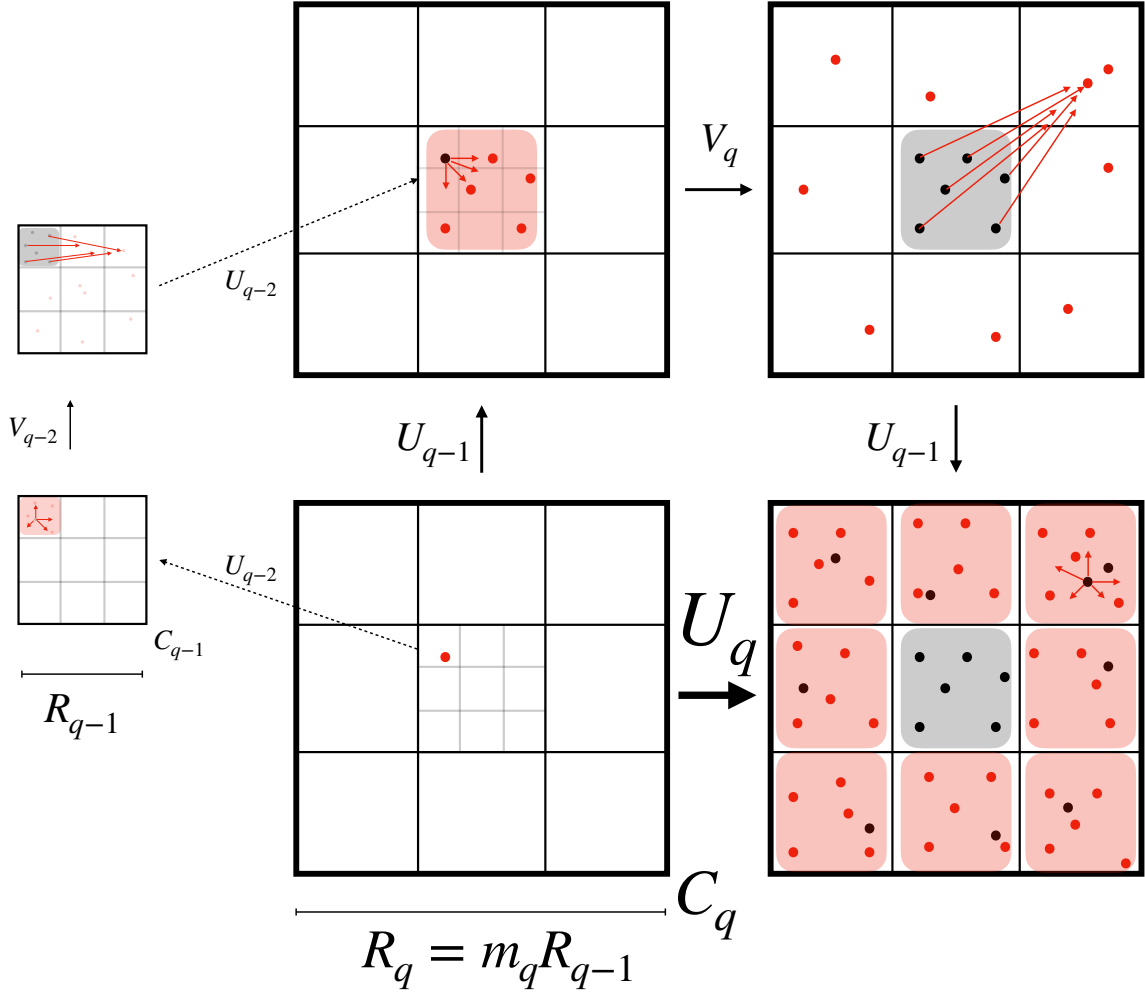 V_q
U_{q-2}
V_{q-2}
U_{q-1}
U_{q-1}
U_{q-2}
U_q
C_{q-1}
R_{q-1}
C_q
R_q = m_q R_{q-1}